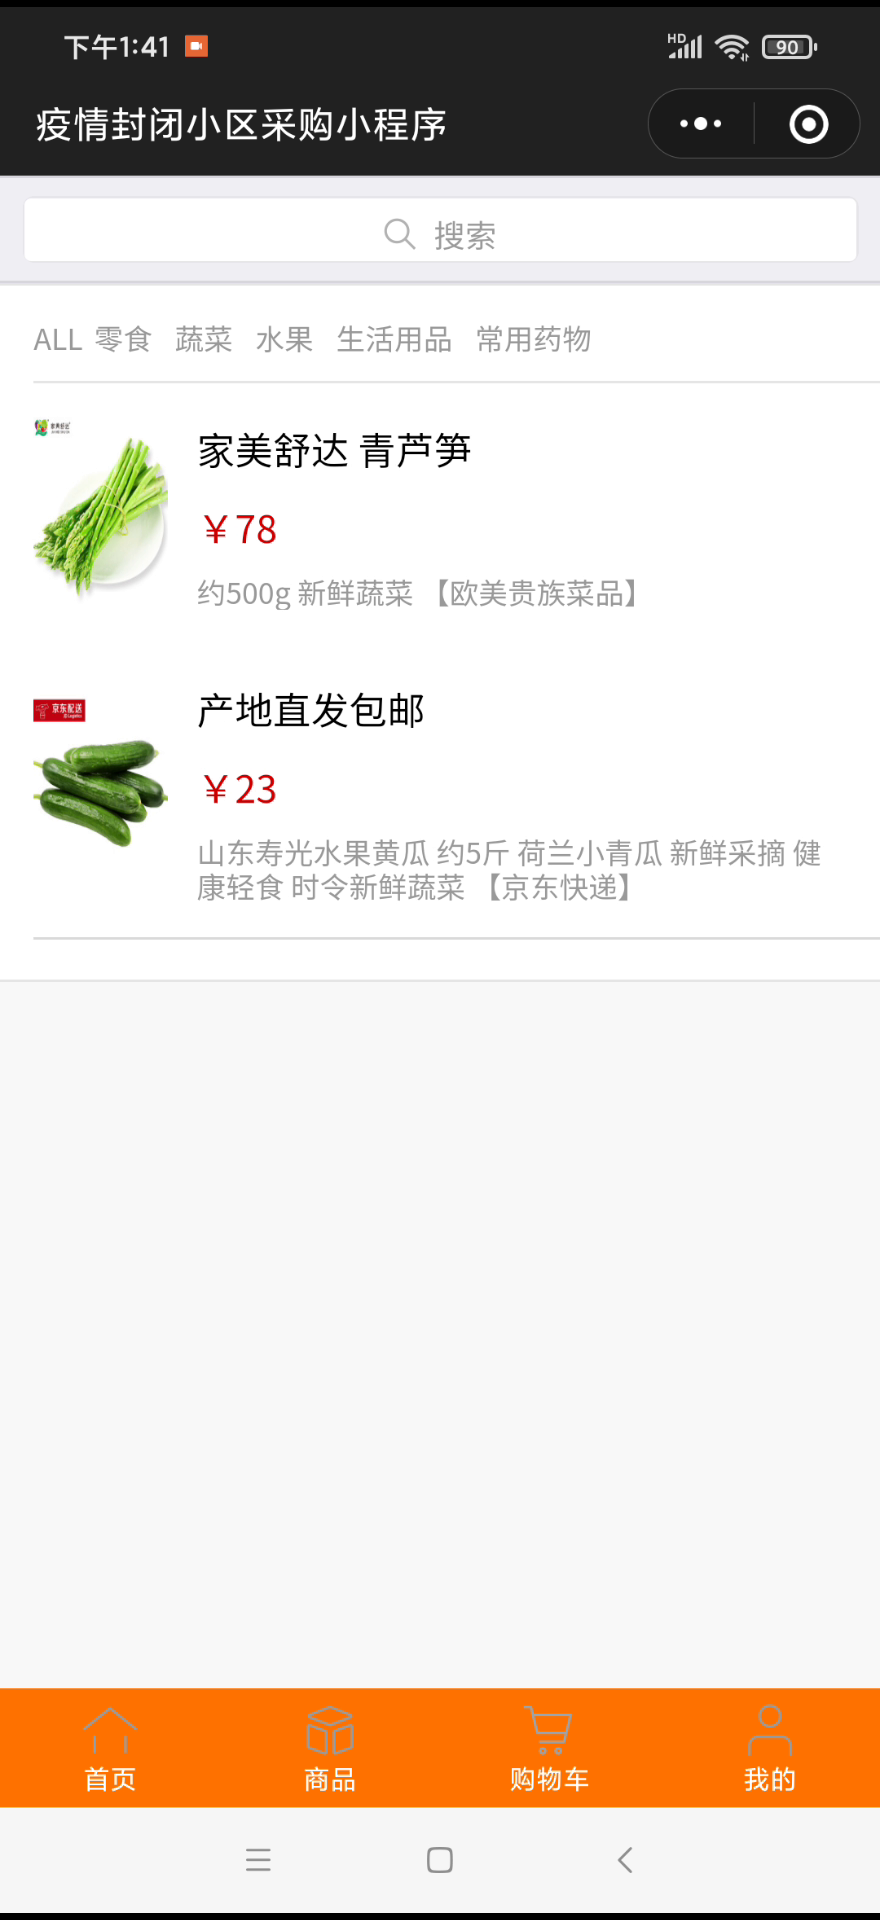 下午1:41
HD
90
疫情封闭小区采购小程序
搜索
ALL 零食 蔬菜 水果 生活用品 常用药物
家美舒达 青芦笋
￥78
约500g 新鲜蔬菜 【欧美贵族菜品】
京东配送
产地直发包邮
￥23
山东寿光水果黄瓜 约5斤 荷兰小青瓜 新鲜采摘 健
康轻食 时令新鲜蔬菜 【京东快递】
首页 商品 购物车 我的